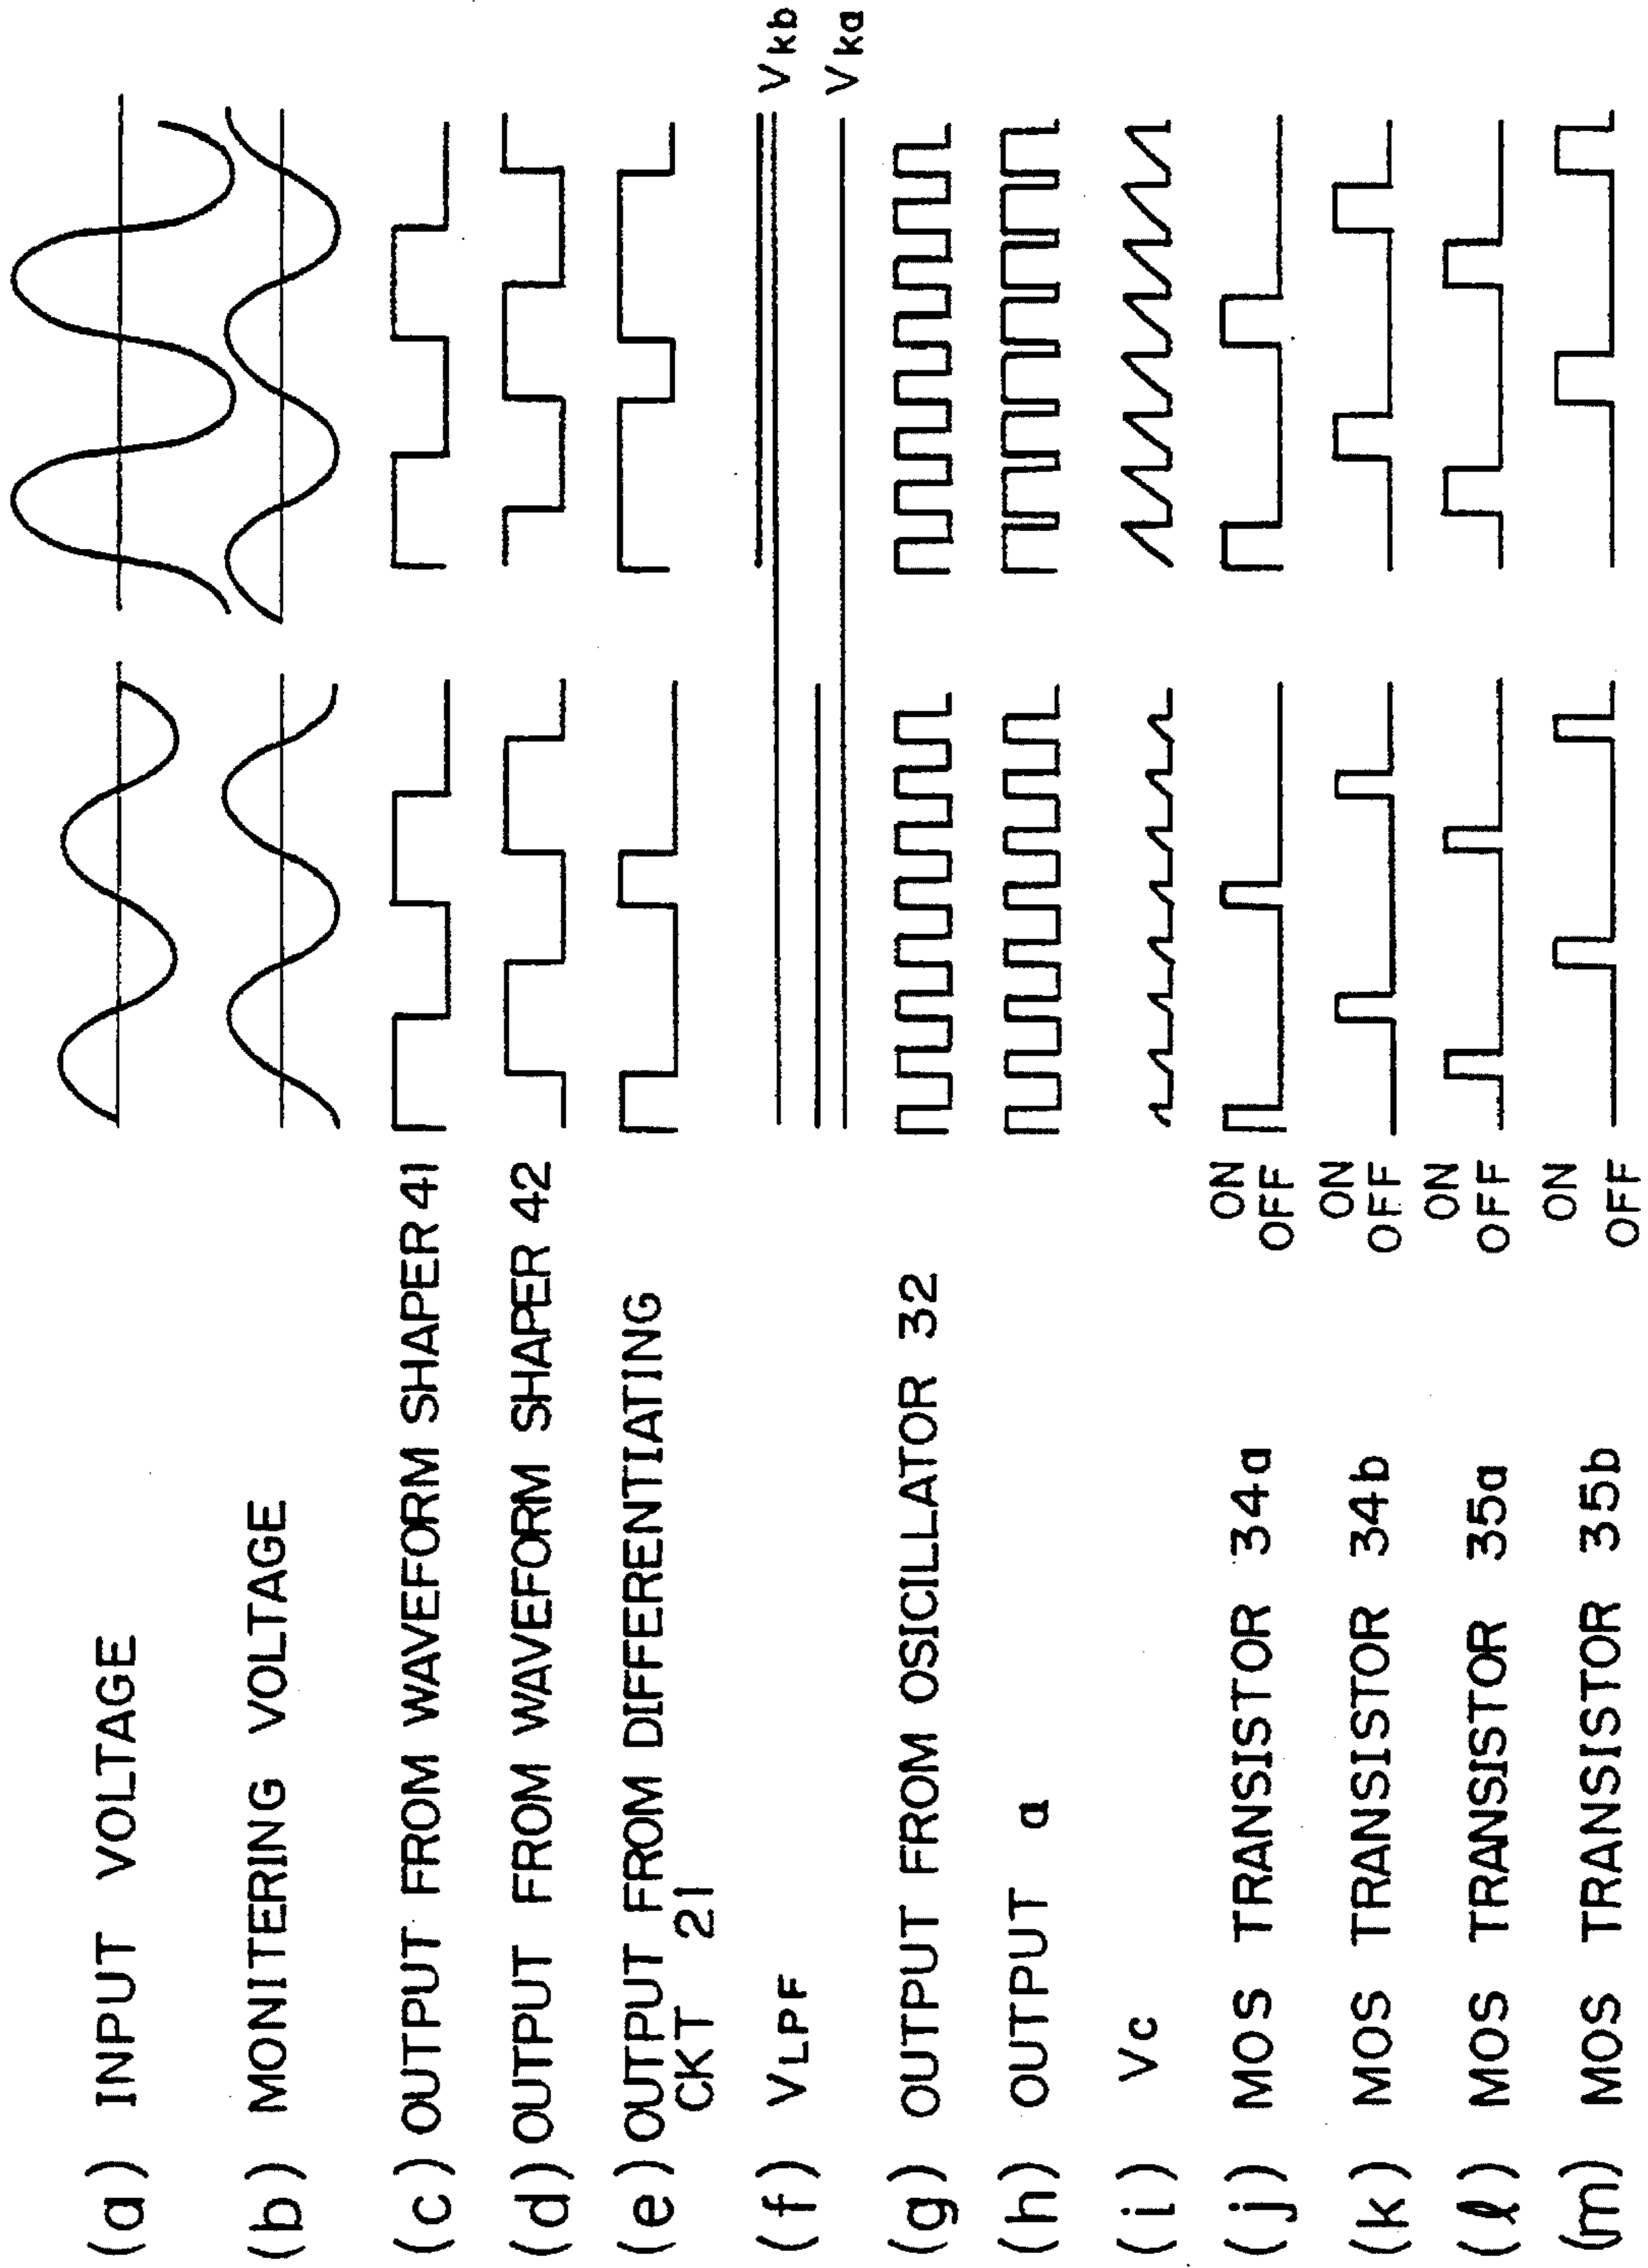 (a) INPUT VOLTAGE
(b) MONITERING VOLTAGE
(c) OUTPUT FROM WAVEFORM SHAPER 41
(d) OUTPUT FROM WAVEFORM SHAPER 42
(e) OUTPUT FROM DIFFERENTIATING
CKT 21
(f) VLPF
Vkb
Vka
(g) OUTPUT FROM OSICILLATOR 32
(h) OUTPUT a
(i) Vc
(j) MOS TRANSISTOR 34a
ON
OFF
(k) MOS TRANSISTOR 34b
ON
OFF
(ℓ) MOS TRANSISTOR 35a
ON
OFF
(m) MOS TRANSISTOR 35b
ON
OFF